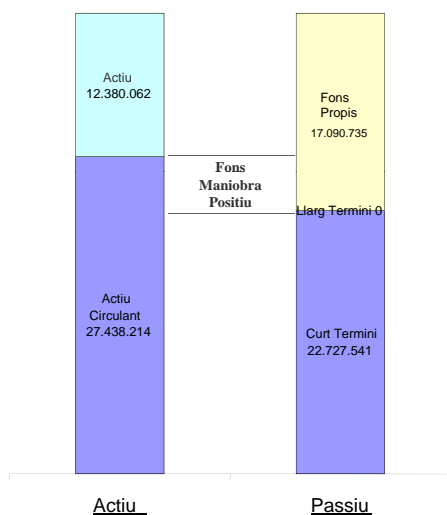 Actiu
12.380.062
Fons
Propis
17.090.735
Fons
Maniobra
Positiu
Llarg Termini 0
Actiu
Circulant
27.438.214
Curt Termini
22.727.541
Actiu
Passiu